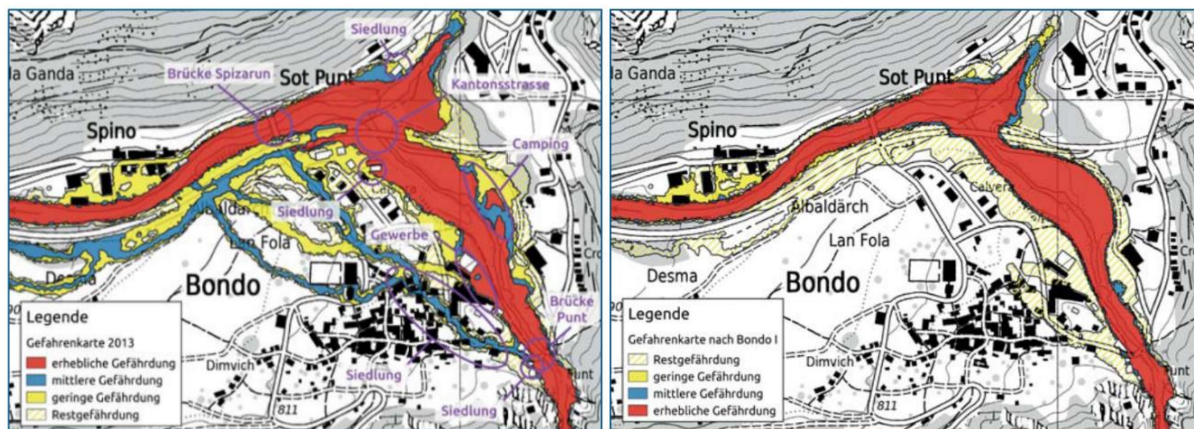 Siedlung
la Ganda
Brücke Spizarun
Sot Punt
Kantonsstrasse
Spino
Camping
Siedlung
Lan Fola
Gewerbe
Bondo
Brücke
Punt
Legende
Gefahrenkarte 2013
erhebliche Gefährdung
mittlere Gefährdung
geringe Gefährdung
Restgefährdung
Dimvich
Siedlung
811
Siedlung
la Ganda
Sot Punt
Spino
Calvera
Albaldärch
Lan Fola
Desma
Bondo
Legende
Gefahrenkarte nach Bondo I
Restgefährdung
geringe Gefährdung
mittlere Gefährdung
erhebliche Gefährdung
Dimvich
811